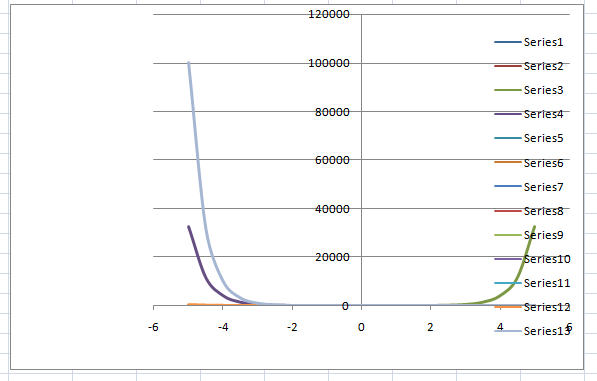 120000
100000
80000
60000
40000
20000
0
-6 -4 -2 0 2 4 6
Series1
Series2
Series3
Series4
Series5
Series6
Series7
Series8
Series9
Series10
Series11
Series12
Series13